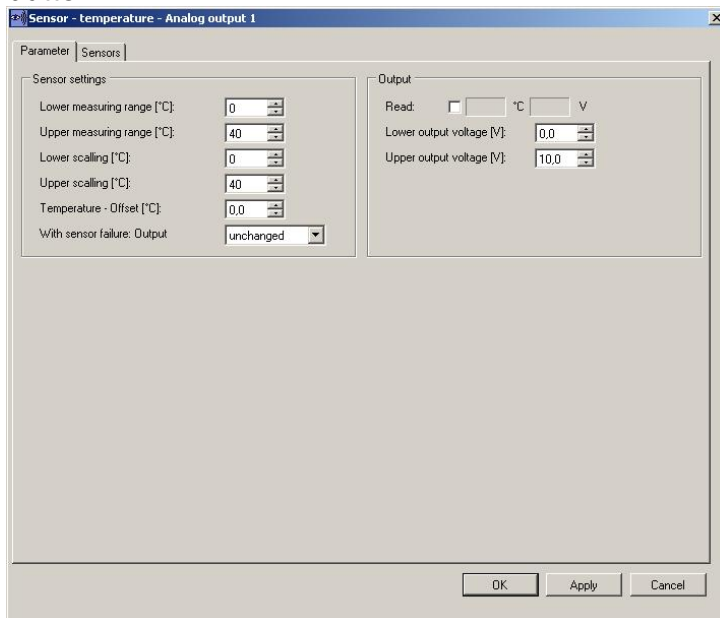 Sensor - temperature - Analog output 1
Parameter Sensors
Sensor settings
Lower measuring range [°C]: 0
Upper measuring range [°C]: 40
Lower scalling [°C]: 0
Upper scalling [°C]: 40
Temperature - Offset [°C]: 0,0
With sensor failure: Output unchanged
Output
Read: °C V
Lower output voltage [V]: 0,0
Upper output voltage [V]: 10,0
OK Apply Cancel